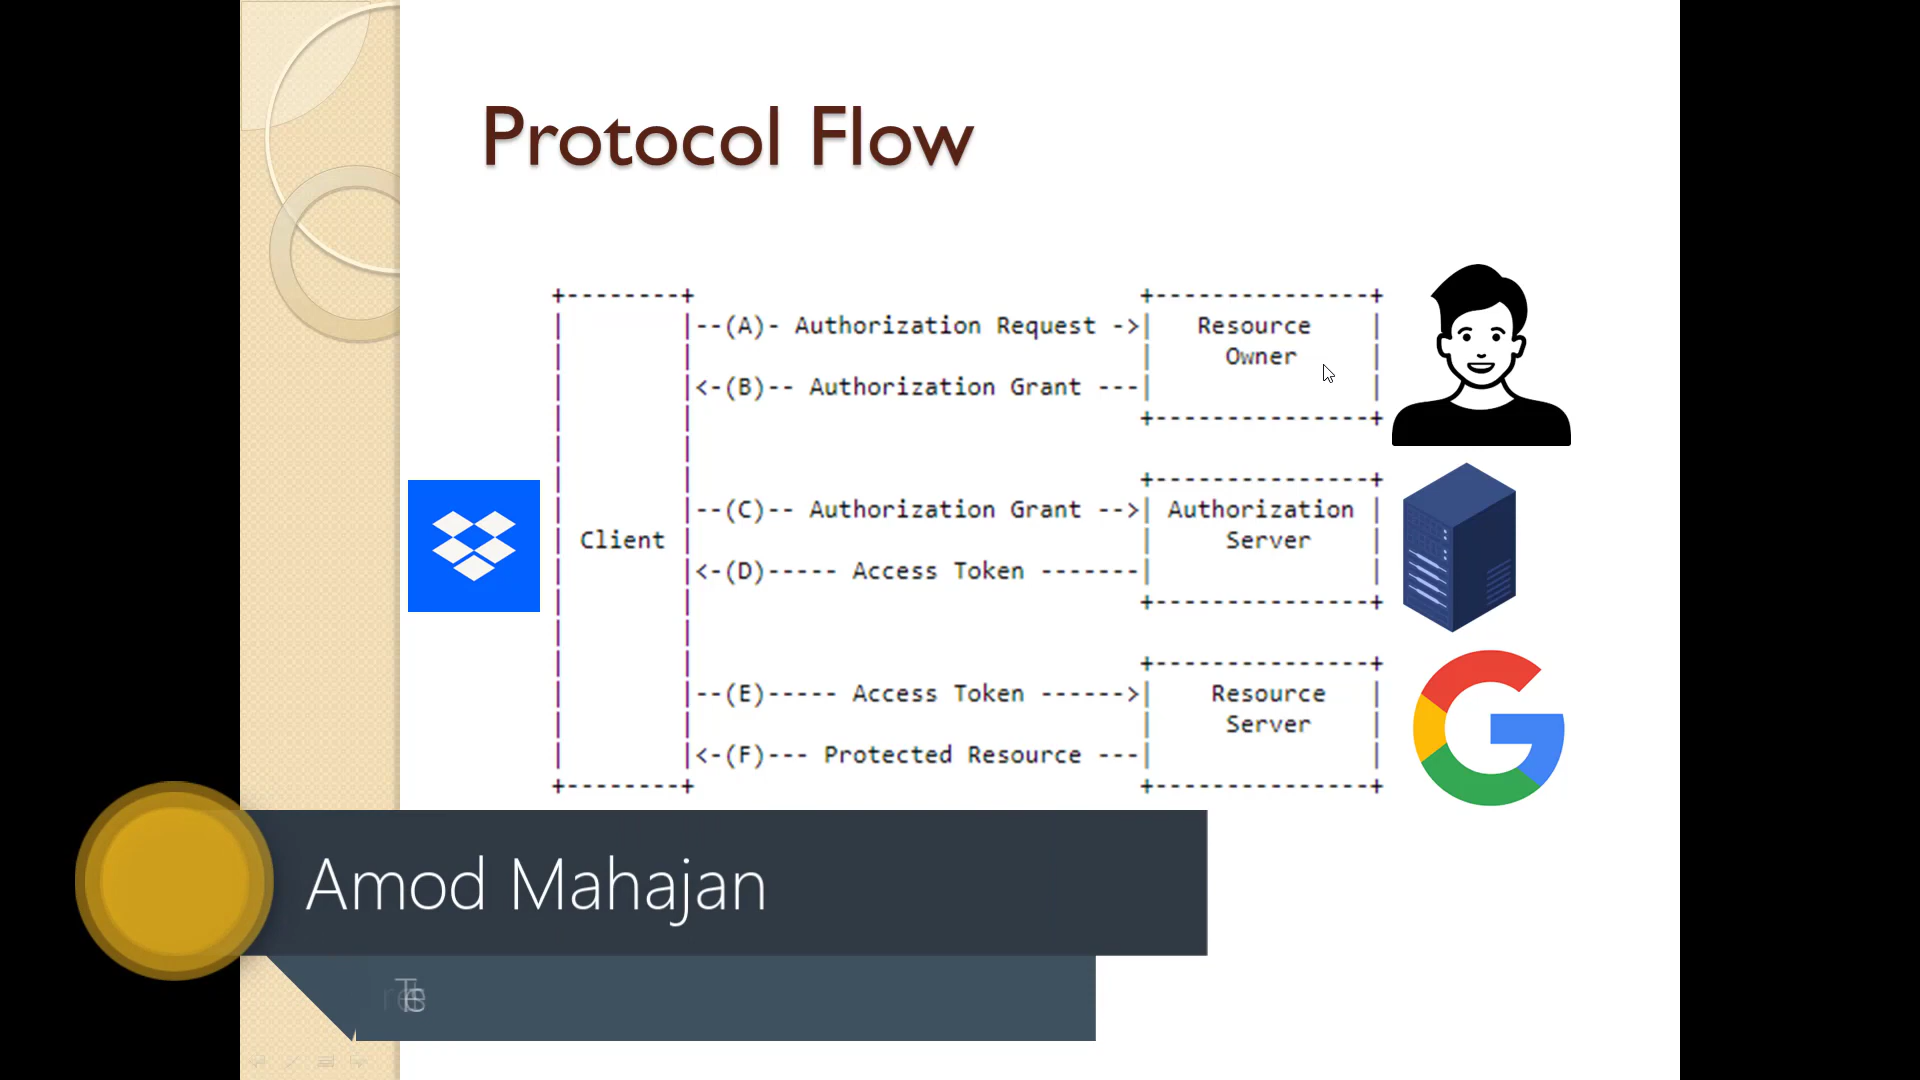 Protocol Flow
+--------+                               +---------------+
|        |--(A)- Authorization Request ->|   Resource    |
|        |                               |     Owner     |
|        |<-(B)-- Authorization Grant ---|               |
|        |                               +---------------+
|        |
|        |                               +---------------+
|        |--(C)-- Authorization Grant -->| Authorization |
| Client |                               |     Server    |
|        |<-(D)----- Access Token -------|               |
|        |                               +---------------+
|        |
|        |                               +---------------+
|        |--(E)----- Access Token ------>|    Resource   |
|        |                               |     Server    |
|        |<-(F)--- Protected Resource ---|               |
+--------+                               +---------------+
Amod Mahajan